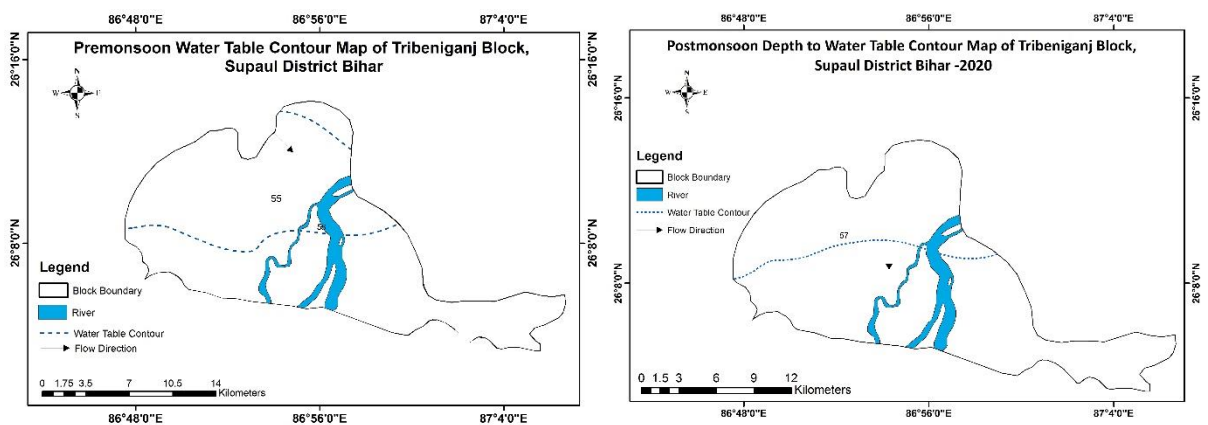 86°48'0"E 86°56'0"E 87°4'0"E
Premonsoon Water Table Contour Map of Tribeniganj Block,
Supaul District Bihar
26°16'0"N
26°16'0"N
N
W E
S
55
26°8'0"N
26°8'0"N
Legend
Block Boundary
River
Water Table Contour
Flow Direction
0 1.75 3.5 7 10.5 14
Kilometers
86°48'0"E 86°56'0"E 87°4'0"E
86°48'0"E 86°56'0"E 87°4'0"E
Postmonsoon Depth to Water Table Contour Map of Tribeniganj Block,
Supaul District Bihar -2020
26°16'0"N
26°16'0"N
N
W E
S
Legend
Block Boundary
River
Water Table Contour
Flow Direction
57
26°8'0"N
26°8'0"N
0 1.5 3 6 9 12
Kilometers
86°48'0"E 86°56'0"E 87°4'0"E